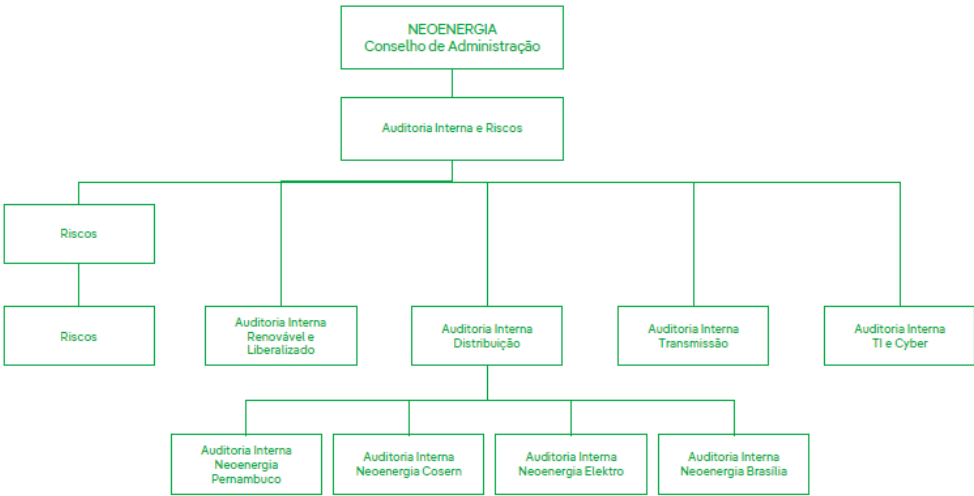 NEOENERGIA
Conselho de Administração
Auditoria Interna e Riscos
Riscos
Riscos
Auditoria Interna
Renovável e
Liberalizado
Auditoria Interna
Distribuição
Auditoria Interna
Transmissão
Auditoria Interna
TI e Cyber
Auditoria Interna
Neoenergia
Pernambuco
Auditoria Interna
Neoenergia Cosern
Auditoria Interna
Neoenergia Elektro
Auditoria Interna
Neoenergia Brasília